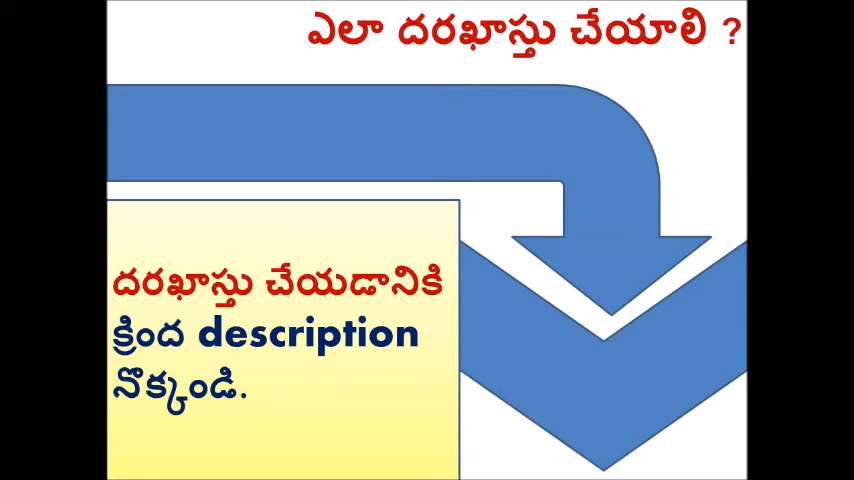 ఎలా దరఖాస్తు చేయాలి ?
దరఖాస్తు చేయడానికి
క్రింద description
నొక్కండి.